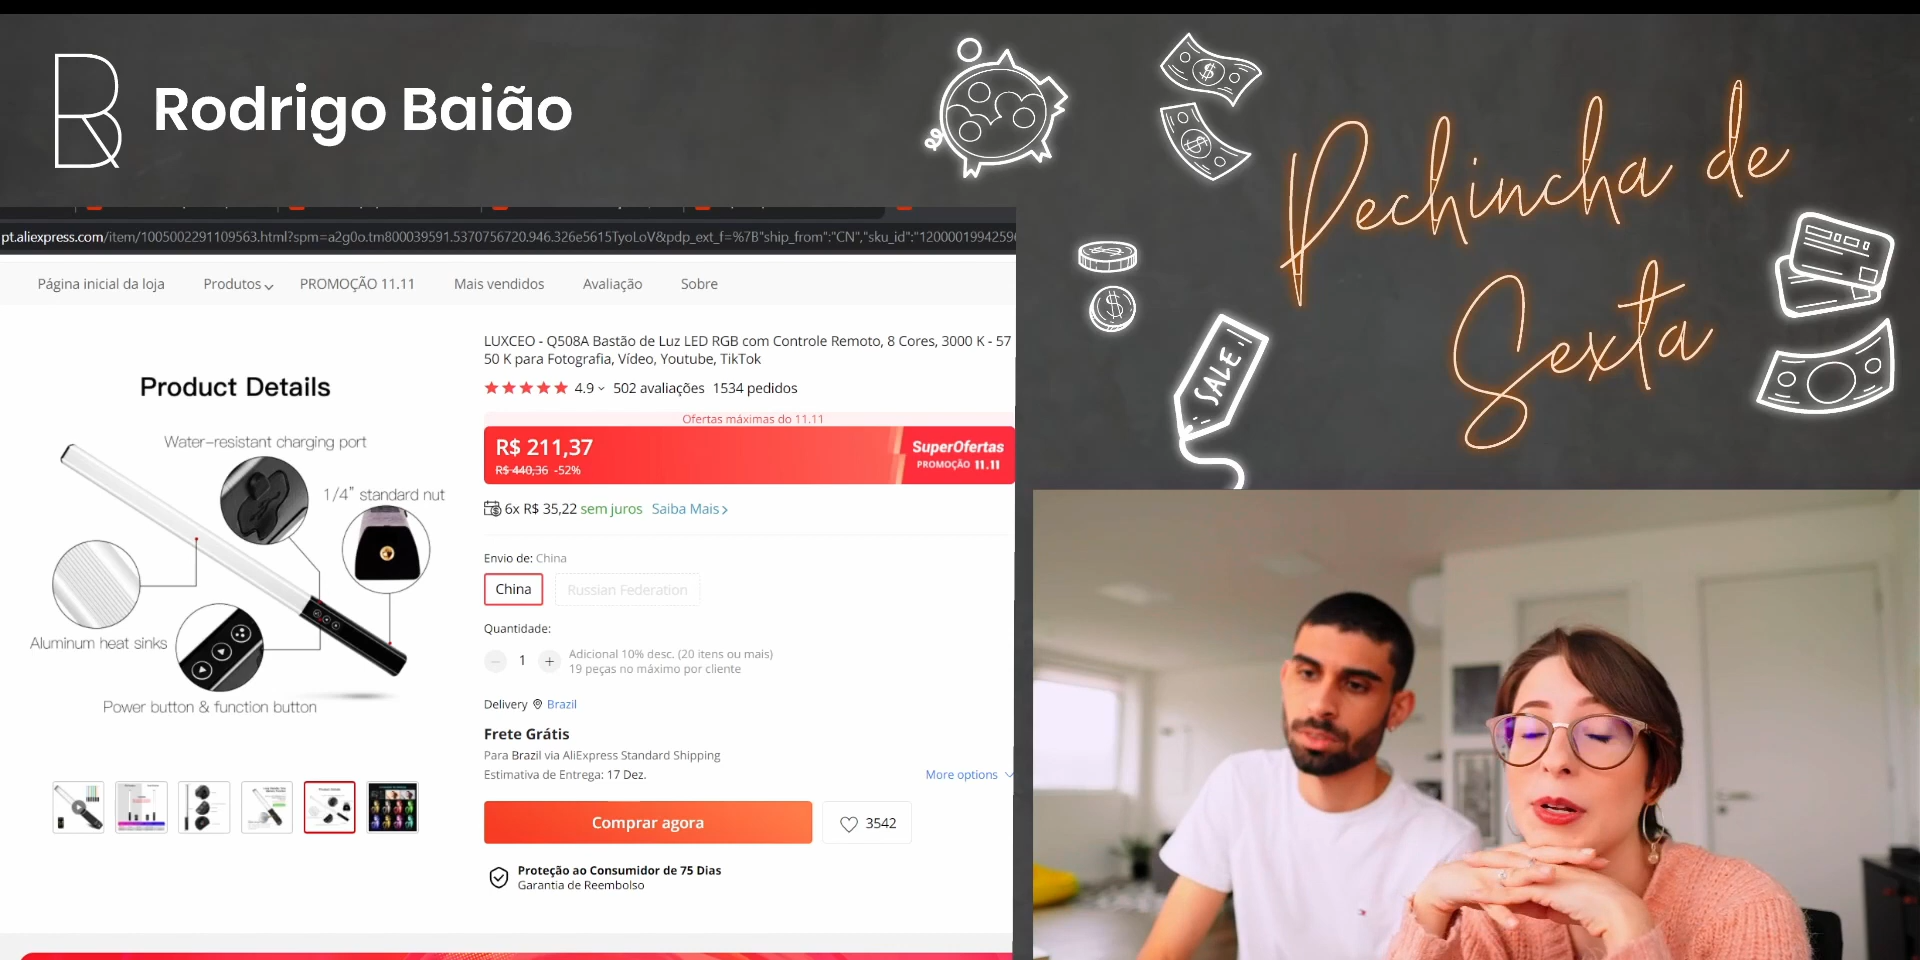 Rodrigo Baião
Pechincha de
Sexta
SALE
pt.aliexpress.com/item/1005002291109563.html?spm=a2g0o.tm800039591.5370756720.946.326e5615TyoLoV&pdp_ext_f=%7B"ship_from":"CN","sku_id":"1200001994259
Página inicial da loja
Produtos
PROMOÇÃO 11.11
Mais vendidos
Avaliação
Sobre
Product Details
Water-resistant charging port
1/4" standard nut
Aluminum heat sinks
Power button & function button
LUXCEO - Q508A Bastão de Luz LED RGB com Controle Remoto, 8 Cores, 3000 K - 57
50 K para Fotografia, Vídeo, Youtube, TikTok
4.9 502 avaliações 1534 pedidos
Ofertas máximas do 11.11
R$ 211,37
R$ 440,36 -52%
SuperOfertas
PROMOÇÃO 11.11
6x R$ 35,22 sem juros Saiba Mais
Envio de: China
China
Russian Federation
Quantidade:
1
Adicional 10% desc. (20 itens ou mais)
19 peças no máximo por cliente
Delivery Brazil
Frete Grátis
Para Brazil via AliExpress Standard Shipping
Estimativa de Entrega: 17 Dez.
More options
Comprar agora
3542
Proteção ao Consumidor de 75 Dias
Garantia de Reembolso